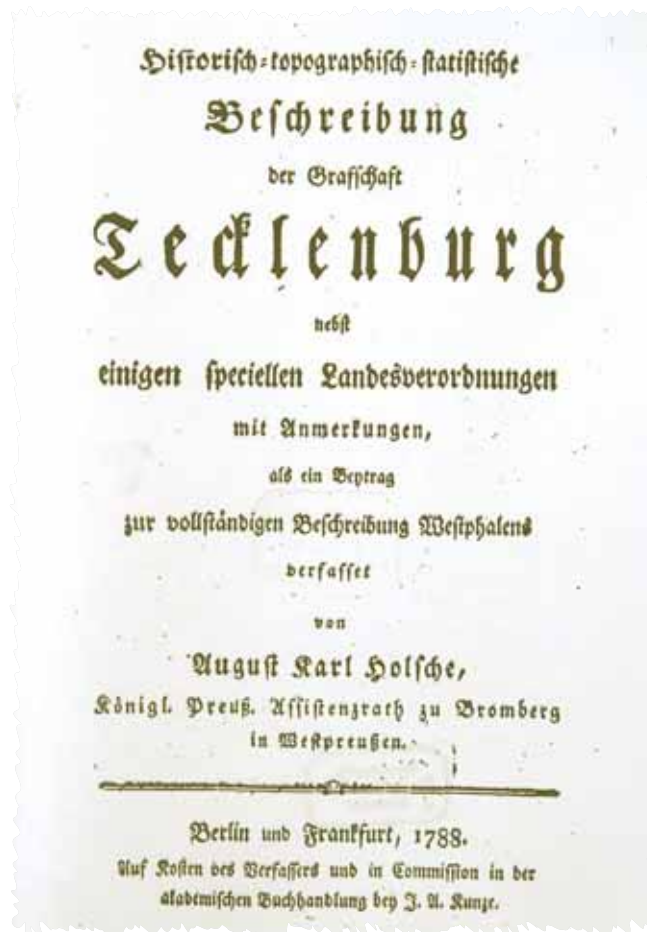 Historisch-topographisch-statistische
Beschreibung
der Grafschaft
Tecklenburg
nebst
einigen speciellen Landesverordnungen
mit Anmerkungen,
als ein Beytrag
zur vollständigen Beschreibung Westphalens
verfasset
von
August Karl Holsche,
Königl. Preuß. Assistenzrath zu Bromberg
in Westpreußen.
Berlin und Frankfurt, 1788.
Auf Kosten des Verfassers und in Commission in der
akademischen Buchhandlung bey J. A. Kunze.